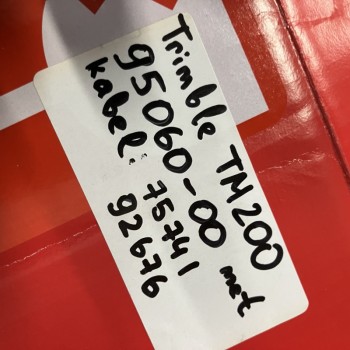 Trimble TM200
95060-00 met
kabel: 75741
92676